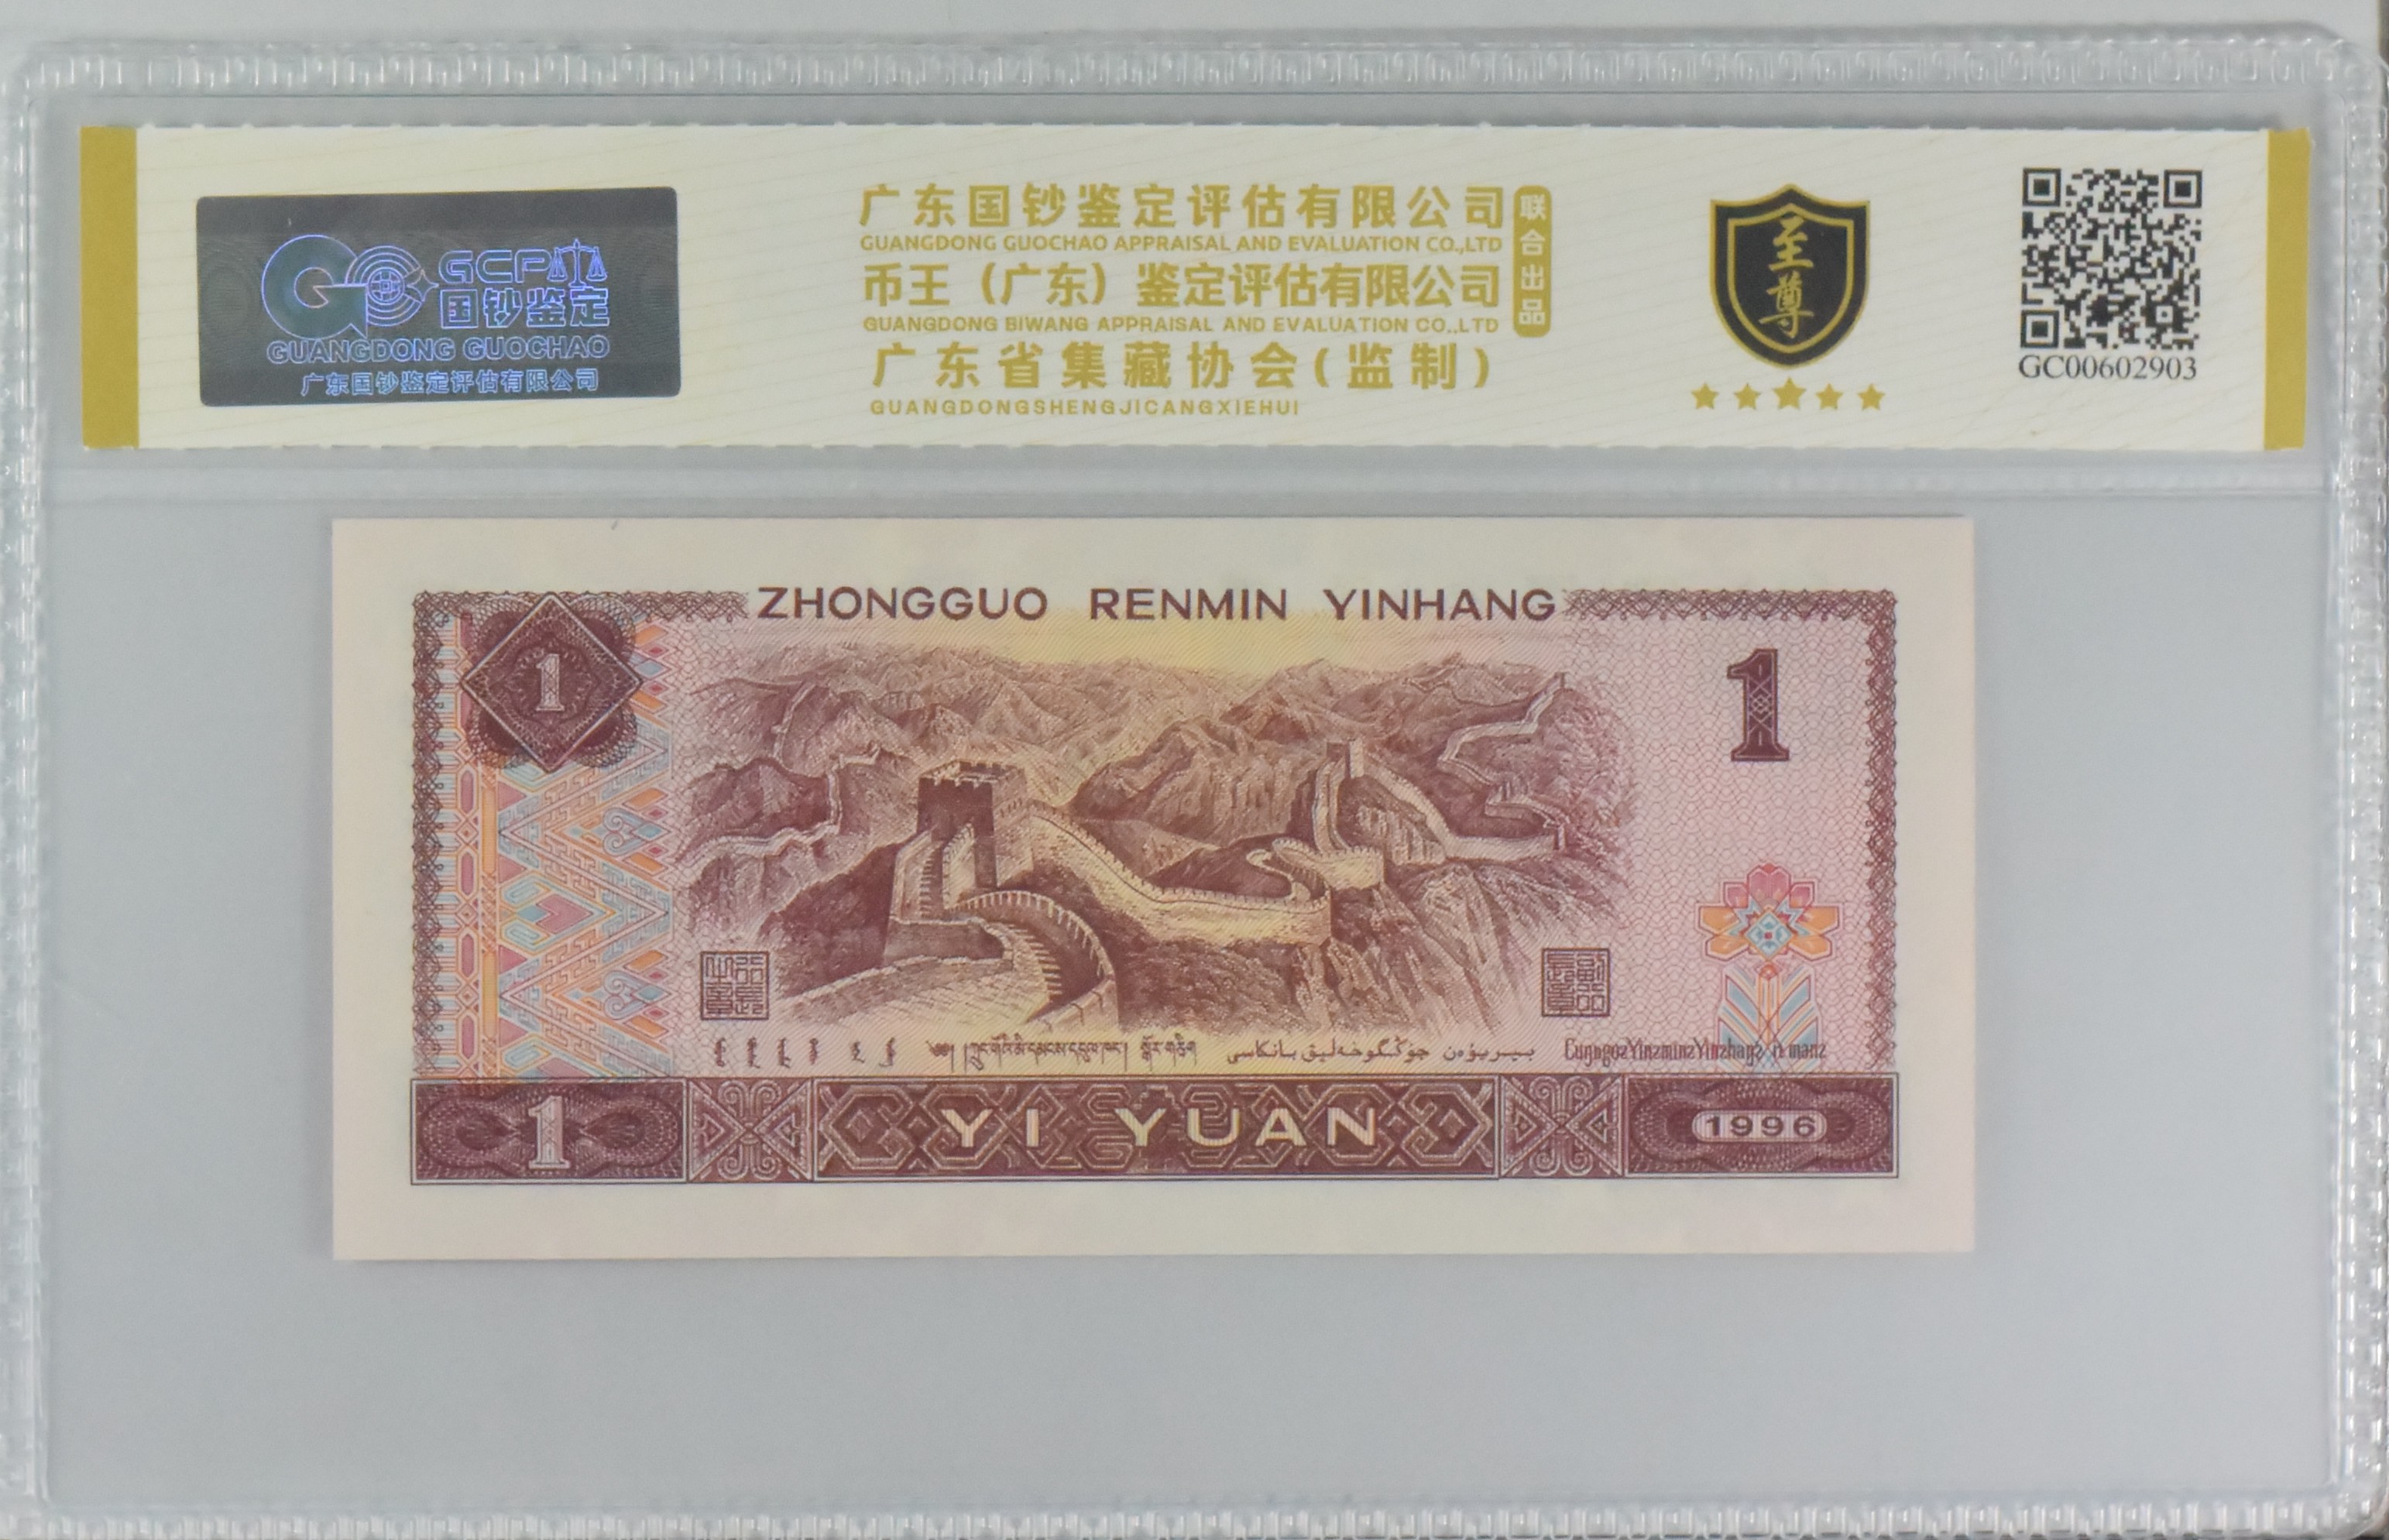 GCP
国钞鉴定
GUANGDONG GUOCHAO
广东国钞鉴定评估有限公司
广东国钞鉴定评估有限公司
GUANGDONG GUOCHAO APPRAISAL AND EVALUATION CO.,LTD
币王（广东）鉴定评估有限公司
GUANGDONG BIWANG APPRAISAL AND EVALUATION CO.,LTD
广东省集藏协会(监制)
GUANGDONGSHENGJICANGXIEHUI
联合出品
至尊
GC00602903
ZHONGGUO RENMIN YINHANG
1
1
1
YI YUAN
1996